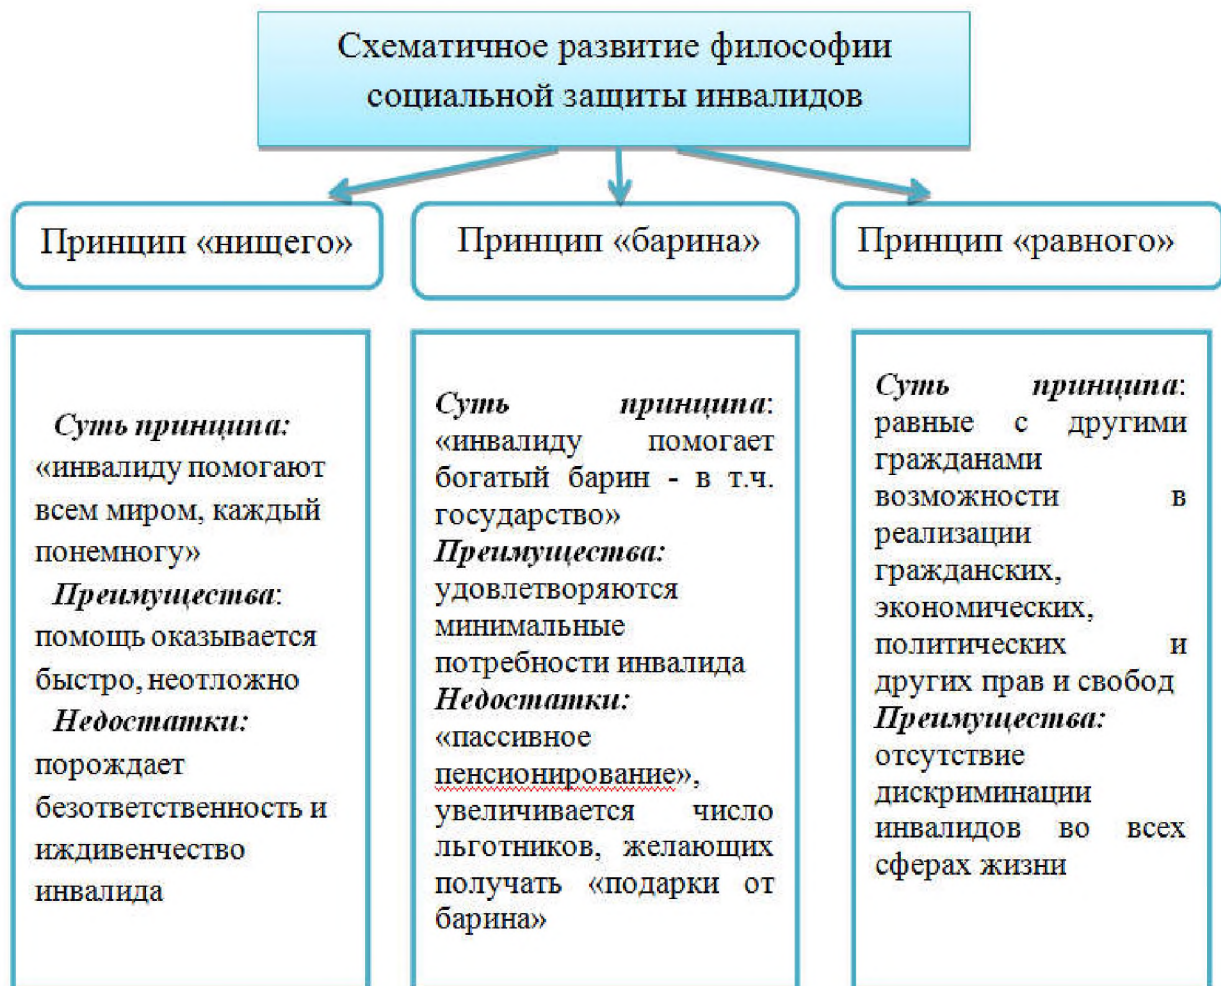 Схематичное развитие философии
социальной защиты инвалидов
Принцип «нищего»
Принцип «барина»
Принцип «равного»
Суть принципа:
«инвалиду помогают
всем миром, каждый
понемногу»
Преимущества:
помощь оказывается
быстро, неотложно
Недостатки:
порождает
безответственность и
иждивенчество
инвалида
Суть принципа:
«инвалиду помогает
богатый барин - в т.ч.
государство»
Преимущества:
удовлетворяются
минимальные
потребности инвалида
Недостатки:
«пассивное
пенсионирование»,
увеличивается число
льготников, желающих
получать «подарки от
барина»
Суть принципа:
равные с другими
гражданами
возможности в
реализации
гражданских,
экономических,
политических и
других прав и свобод
Преимущества:
отсутствие
дискриминации
инвалидов во всех
сферах жизни